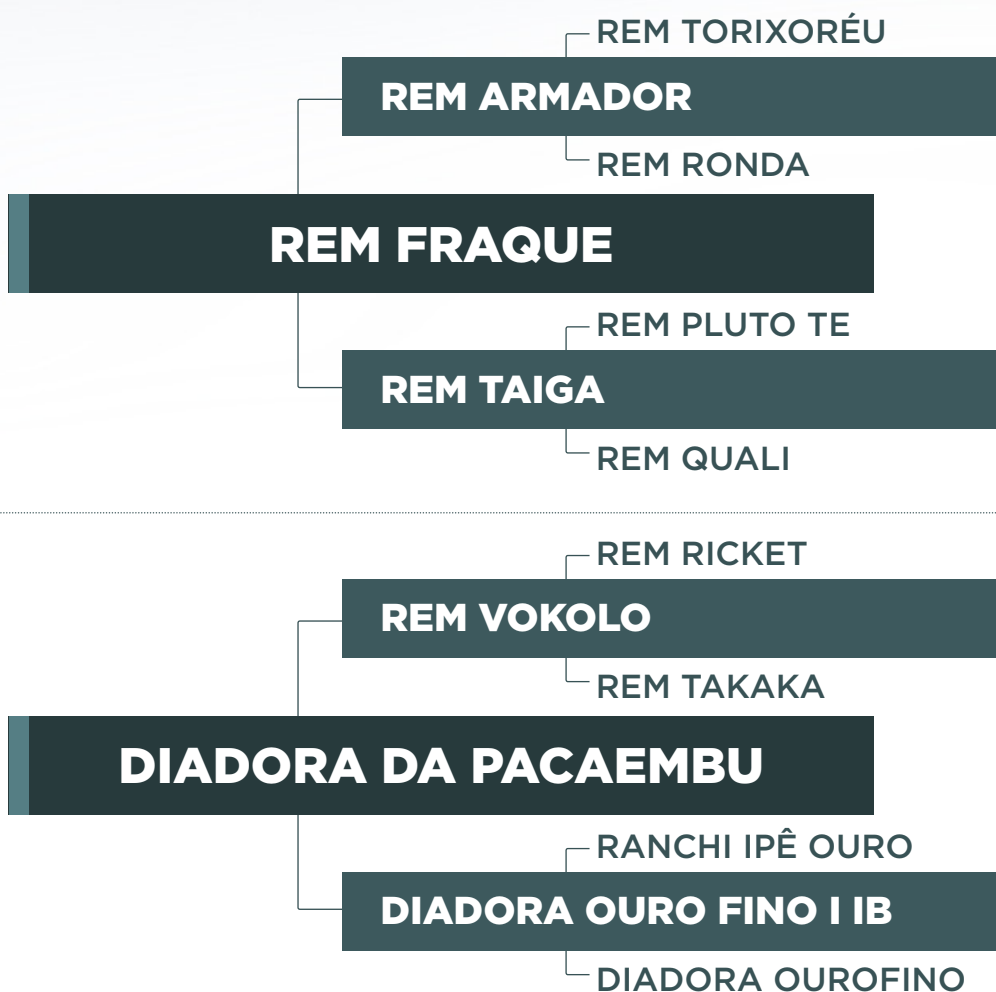 REM TORIXORÉU
REM ARMADOR
REM RONDA
REM FRAQUE
REM PLUTO TE
REM TAIGA
REM QUALI
REM RICKET
REM VOKOLO
REM TAKAKA
DIADORA DA PACAEMBU
RANCHI IPÊ OURO
DIADORA OURO FINO I IB
DIADORA OUROFINO